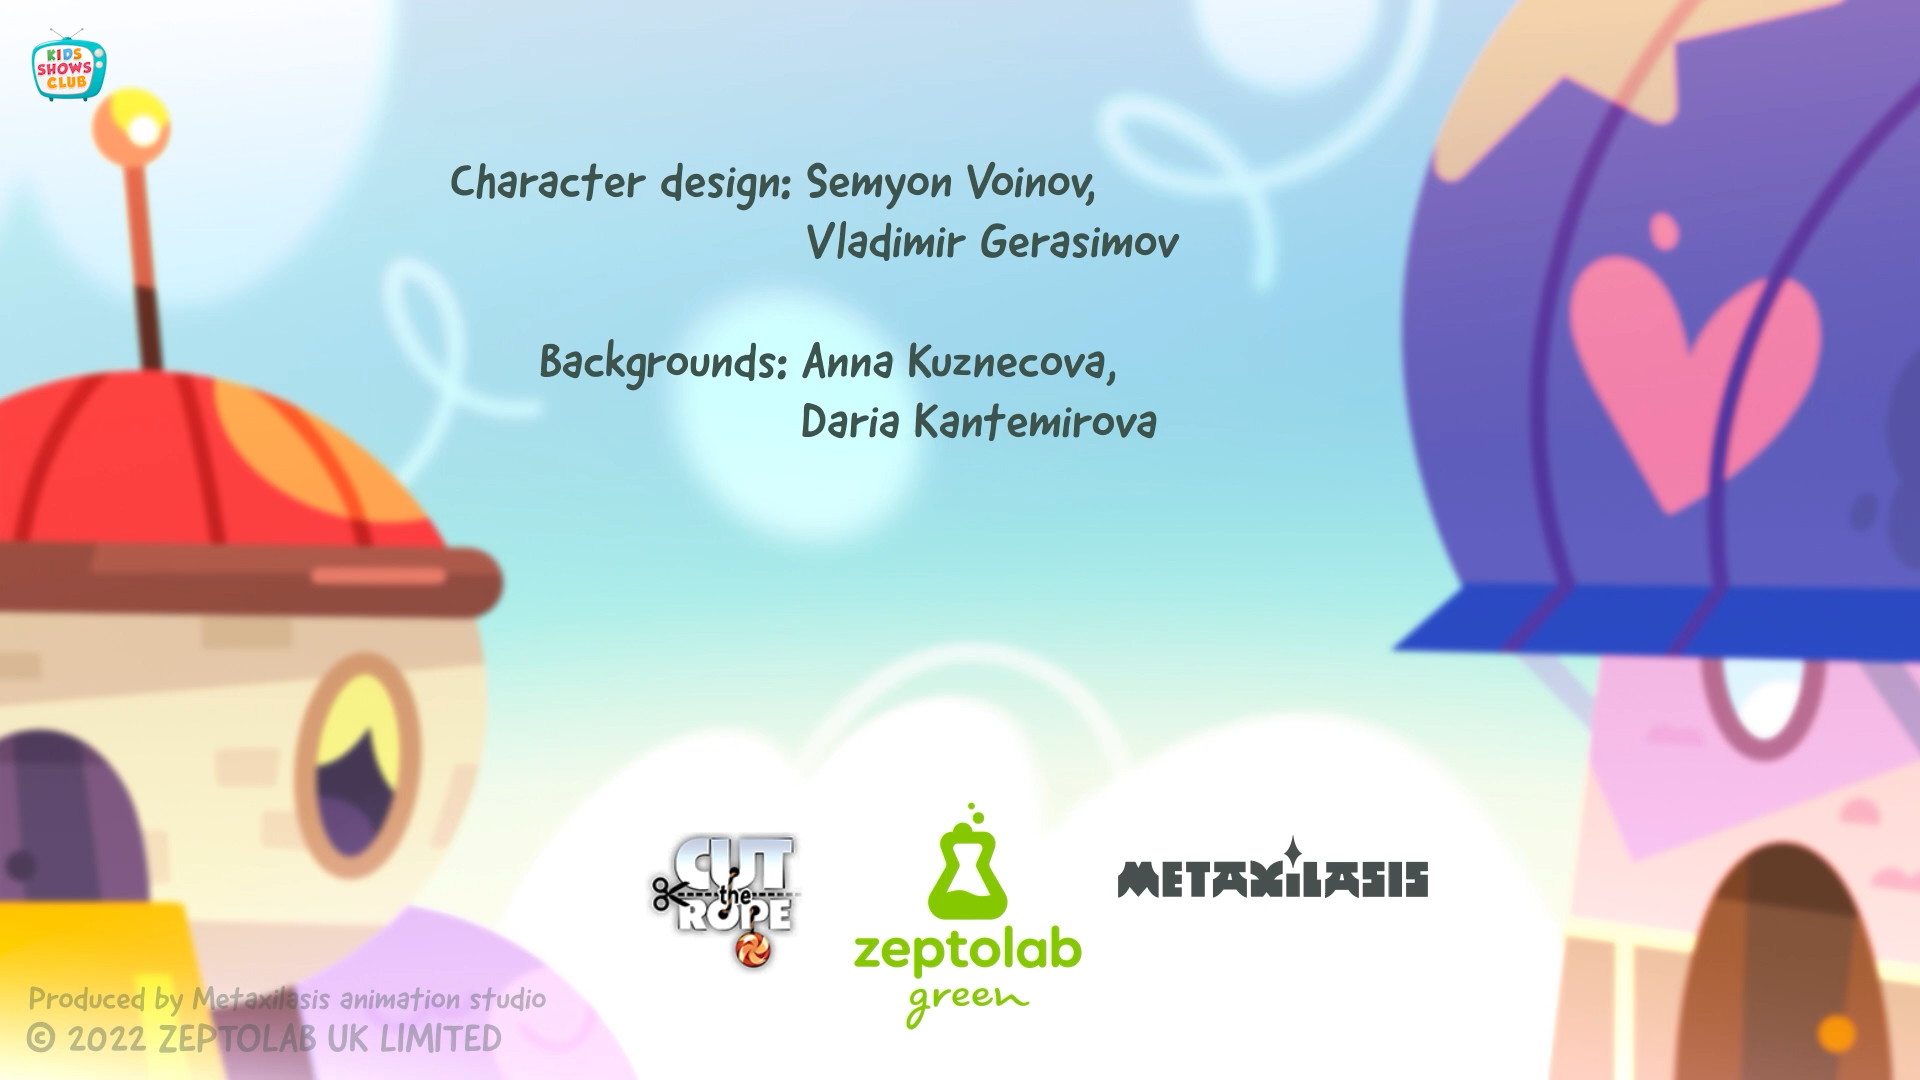 KIDS
SHOWS
CLUB
Character design: Semyon Voinov,
Vladimir Gerasimov
Backgrounds: Anna Kuznecova,
Daria Kantemirova
CUT
the
ROPE
zeptolab
green
METAXILASIS
Produced by Metaxilasis animation studio
© 2022 ZEPTOLAB UK LIMITED